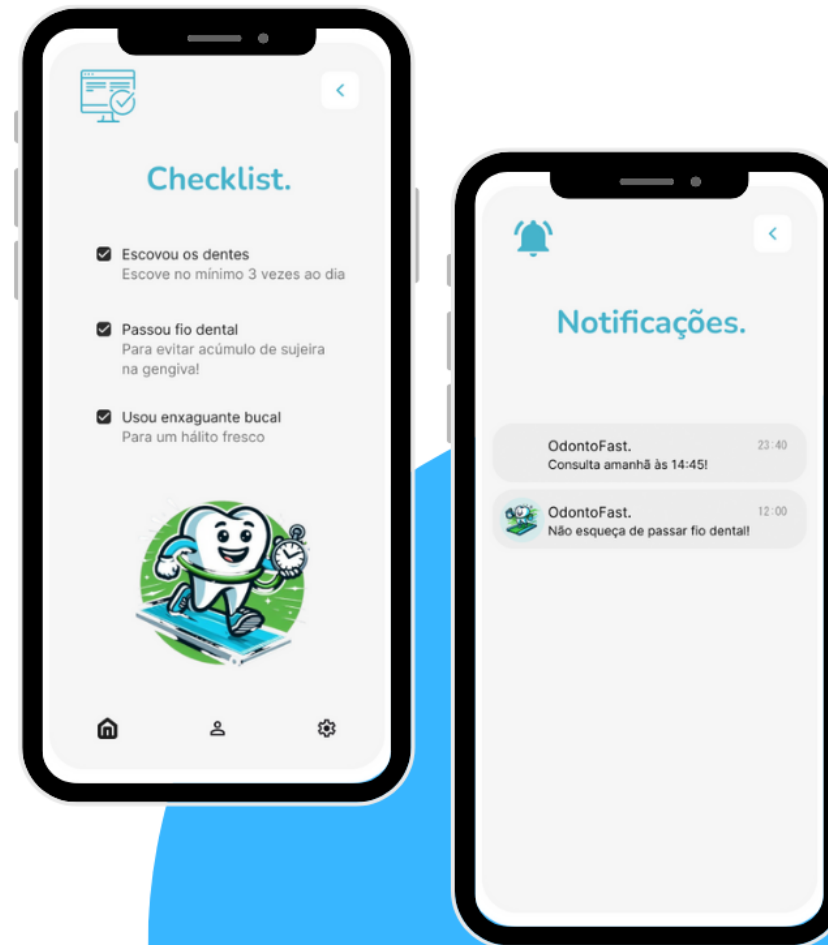 Checklist.
Escovou os dentes
Escove no mínimo 3 vezes ao dia
Passou fio dental
Para evitar acúmulo de sujeira
na gengiva!
Usou enxaguante bucal
Para um hálito fresco
Notificações.
OdontoFast. 23:40
Consulta amanhã às 14:45!
OdontoFast. 12:00
Não esqueça de passar fio dental!